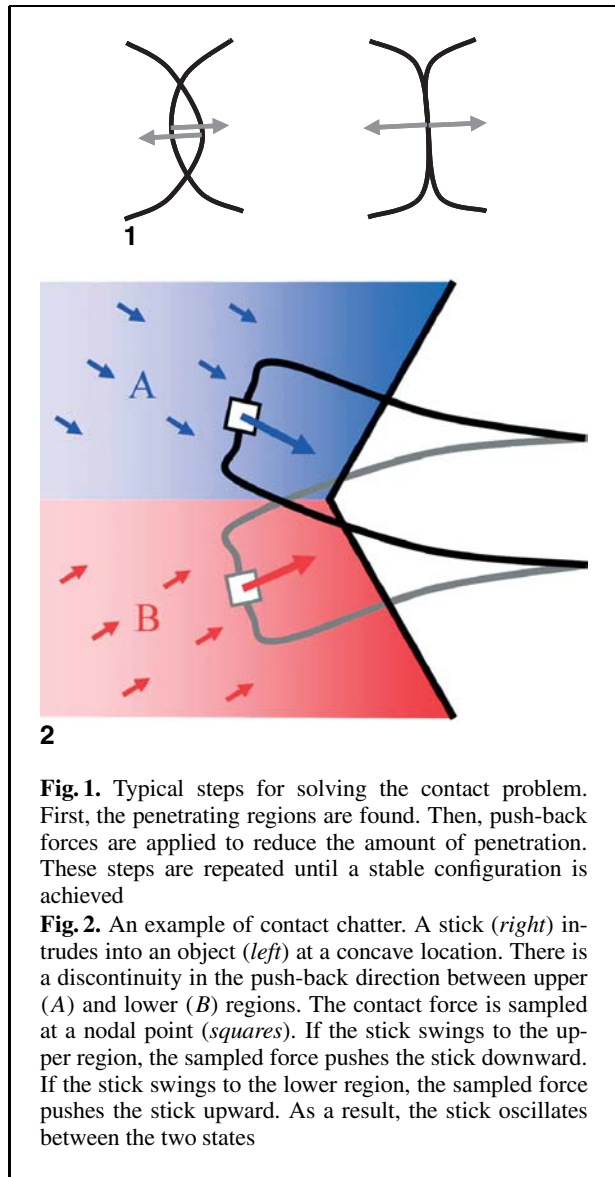 1
A
B
2
Fig. 1. Typical steps for solving the contact problem.
First, the penetrating regions are found. Then, push-back
forces are applied to reduce the amount of penetration.
These steps are repeated until a stable configuration is
achieved
Fig. 2. An example of contact chatter. A stick (right) in-
trudes into an object (left) at a concave location. There is
a discontinuity in the push-back direction between upper
(A) and lower (B) regions. The contact force is sampled
at a nodal point (squares). If the stick swings to the up-
per region, the sampled force pushes the stick downward.
If the stick swings to the lower region, the sampled force
pushes the stick upward. As a result, the stick oscillates
between the two states